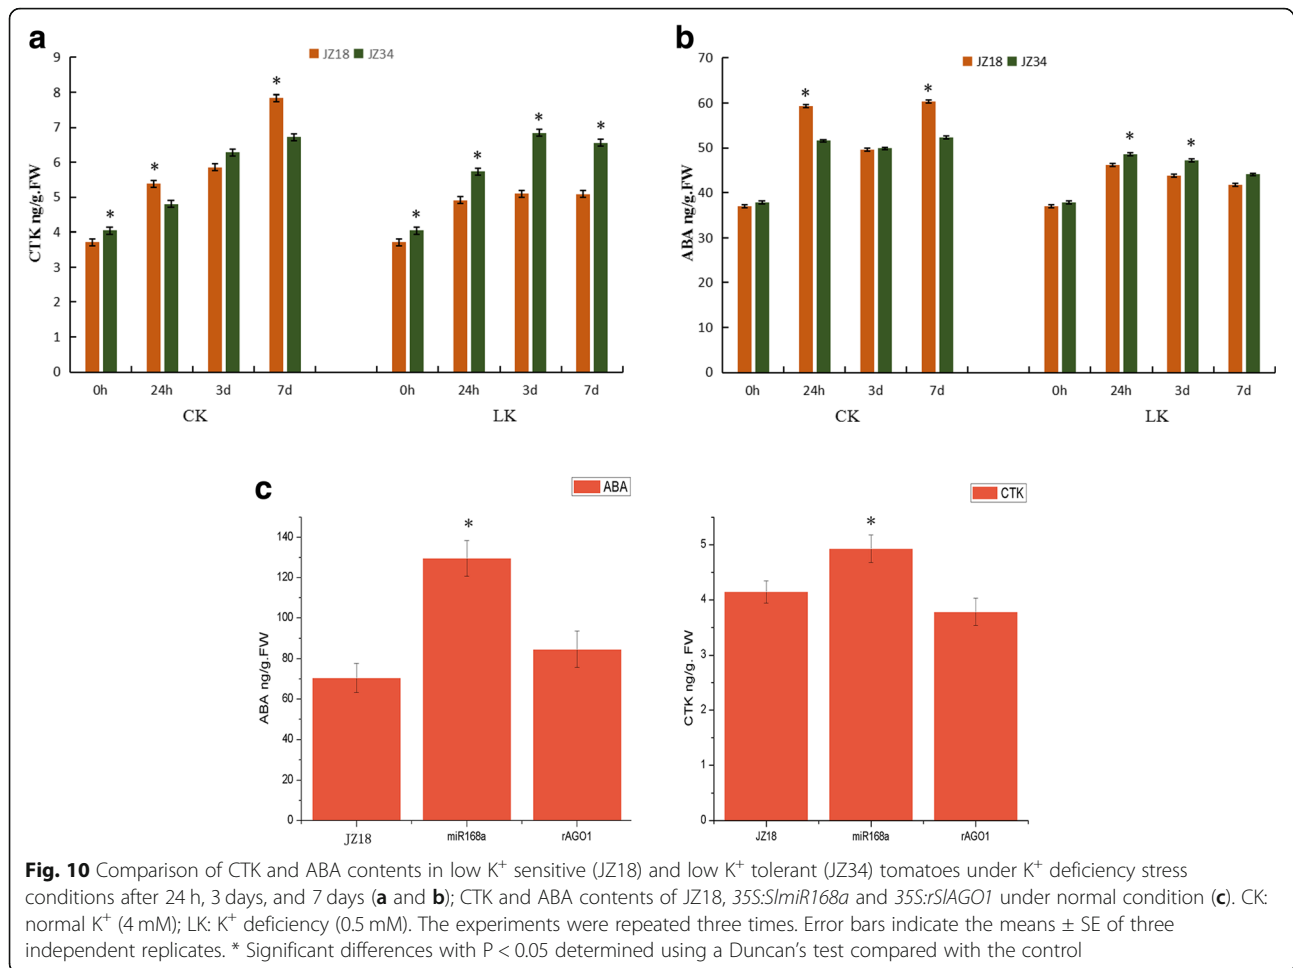 a
JZ18 JZ34
CTK ng/g.FW
9
8
7
6
5
4
3
2
1
0
* * * * * * *
0h 24h 3d 7d 0h 24h 3d 7d
CK LK
b
JZ18 JZ34
ABA ng/g.FW
70
60
50
40
30
20
10
0
* * * *
0h 24h 3d 7d 0h 24h 3d 7d
CK LK
c
ABA
ABA ng/g.FW
140
120
100
80
60
40
20
0
*
JZ18 miR168a rAGO1
CTK
CTK ng/g. FW
5
4
3
2
1
0
*
JZ18 miR168a rAGO1
Fig. 10 Comparison of CTK and ABA contents in low K⁺ sensitive (JZ18) and low K⁺ tolerant (JZ34) tomatoes under K⁺ deficiency stress
conditions after 24 h, 3 days, and 7 days (a and b); CTK and ABA contents of JZ18, 35S:SlmiR168a and 35S:rSlAGO1 under normal condition (c). CK:
normal K⁺ (4 mM); LK: K⁺ deficiency (0.5 mM). The experiments were repeated three times. Error bars indicate the means ± SE of three
independent replicates. * Significant differences with P < 0.05 determined using a Duncan's test compared with the control